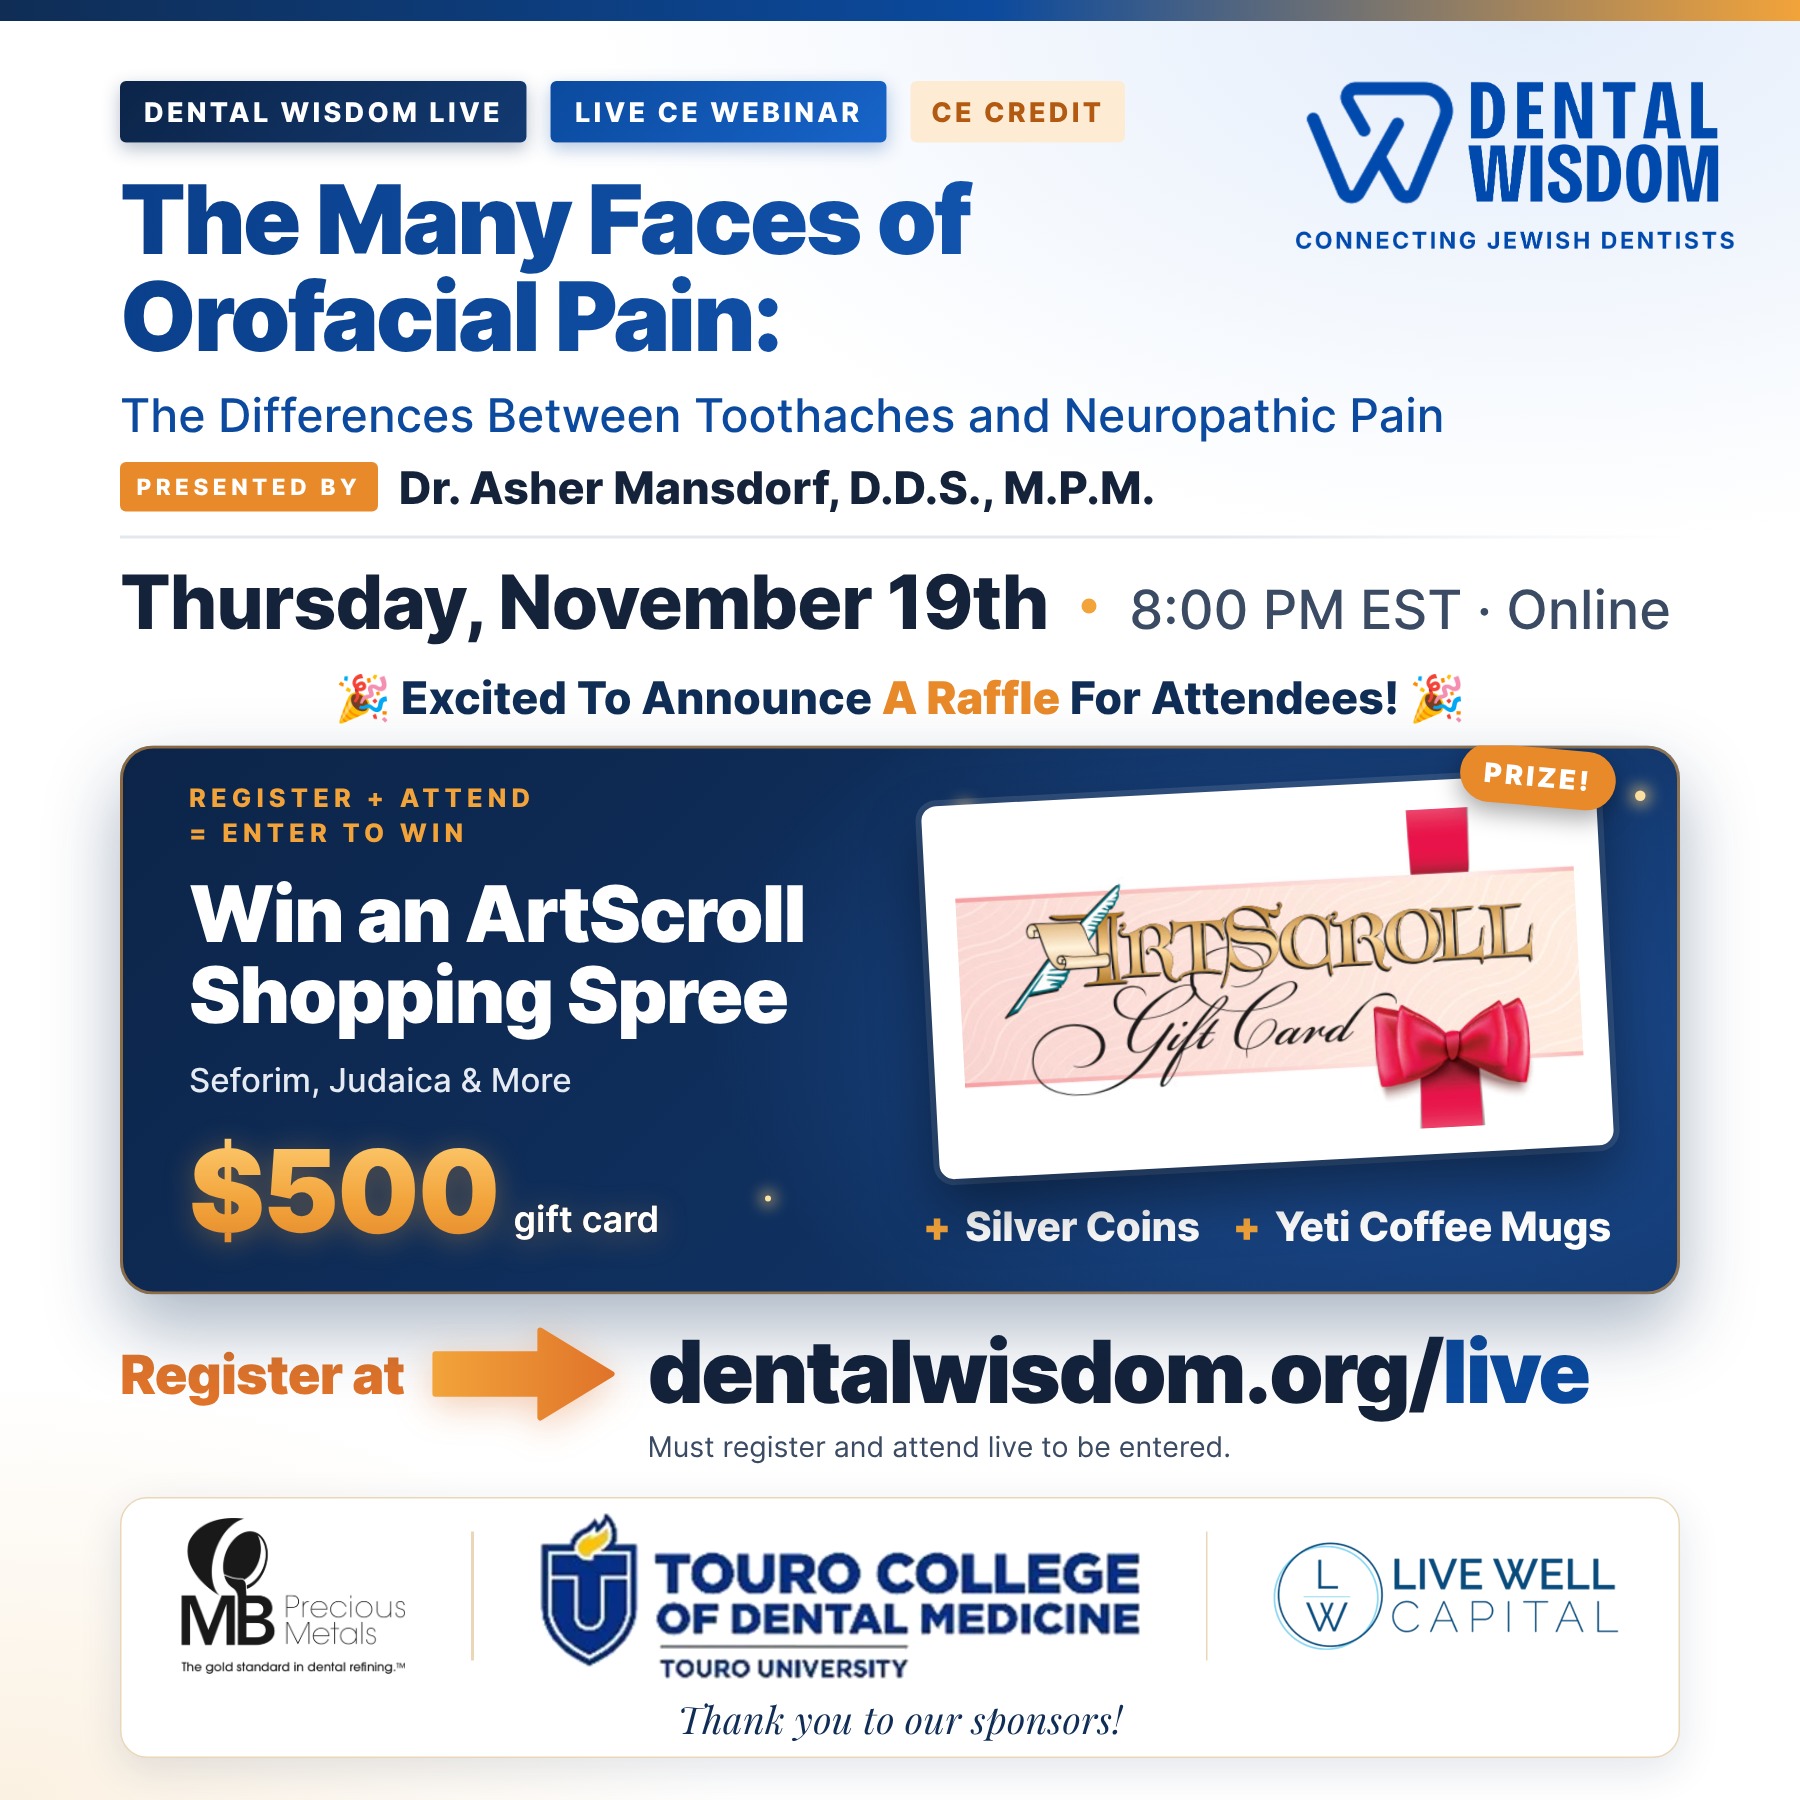 DENTAL WISDOM LIVE
LIVE CE WEBINAR
CE CREDIT
DENTAL
WISDOM
CONNECTING JEWISH DENTISTS
The Many Faces of
Orofacial Pain:
The Differences Between Toothaches and Neuropathic Pain
PRESENTED BY Dr. Asher Mansdorf, D.D.S., M.P.M.
Thursday, November 19th • 8:00 PM EST · Online
🎉 Excited To Announce A Raffle For Attendees! 🎉
REGISTER + ATTEND
= ENTER TO WIN
Win an ArtScroll
Shopping Spree
Seforim, Judaica & More
$500 gift card
PRIZE!
ARTSCROLL
Gift Card
+ Silver Coins + Yeti Coffee Mugs
Register at dentalwisdom.org/live
Must register and attend live to be entered.
MB Precious
Metals
The gold standard in dental refining.™
TOURO COLLEGE
OF DENTAL MEDICINE
TOURO UNIVERSITY
L
W
LIVE WELL
CAPITAL
Thank you to our sponsors!